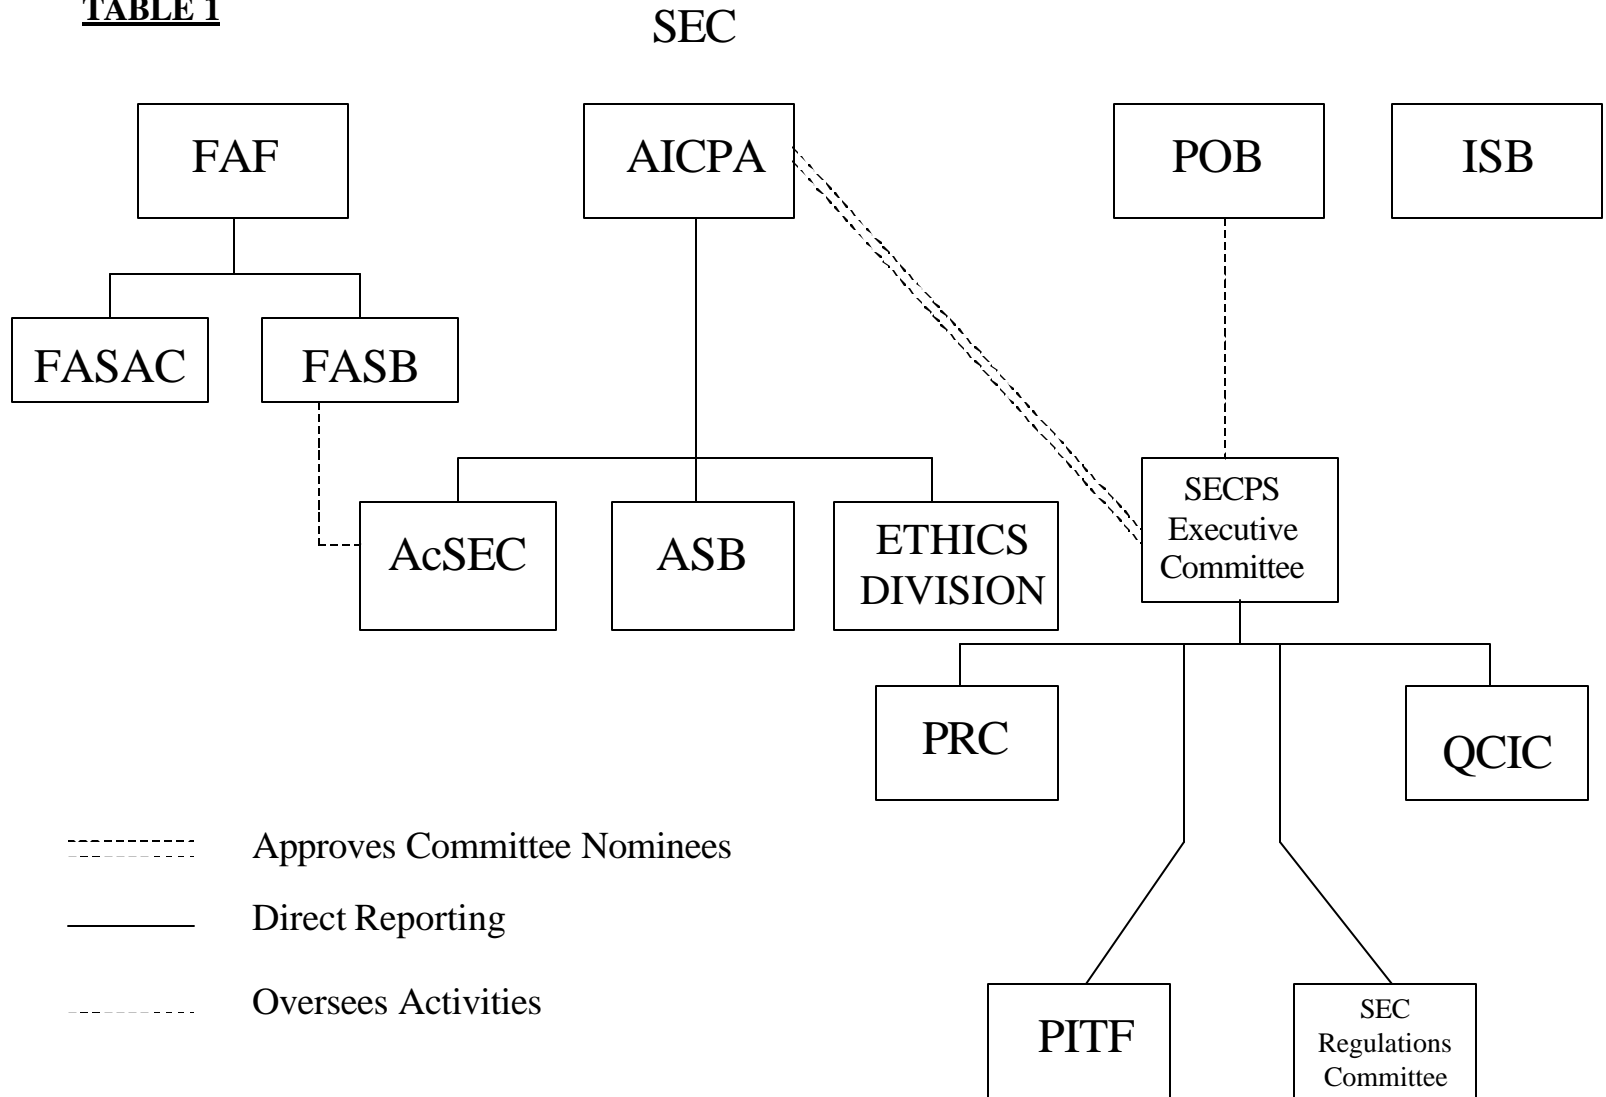 TABLE 1
SEC
FAF
AICPA
POB
ISB
FASAC
FASB
AcSEC
ASB
ETHICS
DIVISION
SECPS
Executive
Committee
PRC
QCIC
Approves Committee Nominees
Direct Reporting
Oversees Activities
PITF
SEC
Regulations
Committee